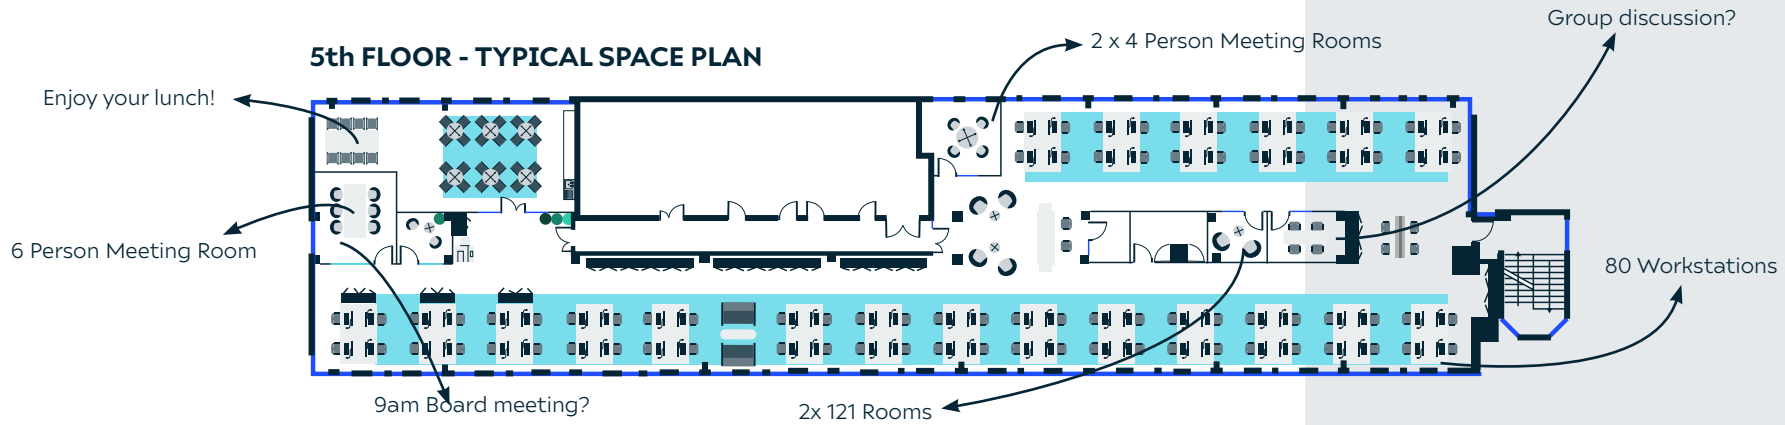 Group discussion?
2 x 4 Person Meeting Rooms
5th FLOOR - TYPICAL SPACE PLAN
Enjoy your lunch!
6 Person Meeting Room
80 Workstations
9am Board meeting?
2x 121 Rooms